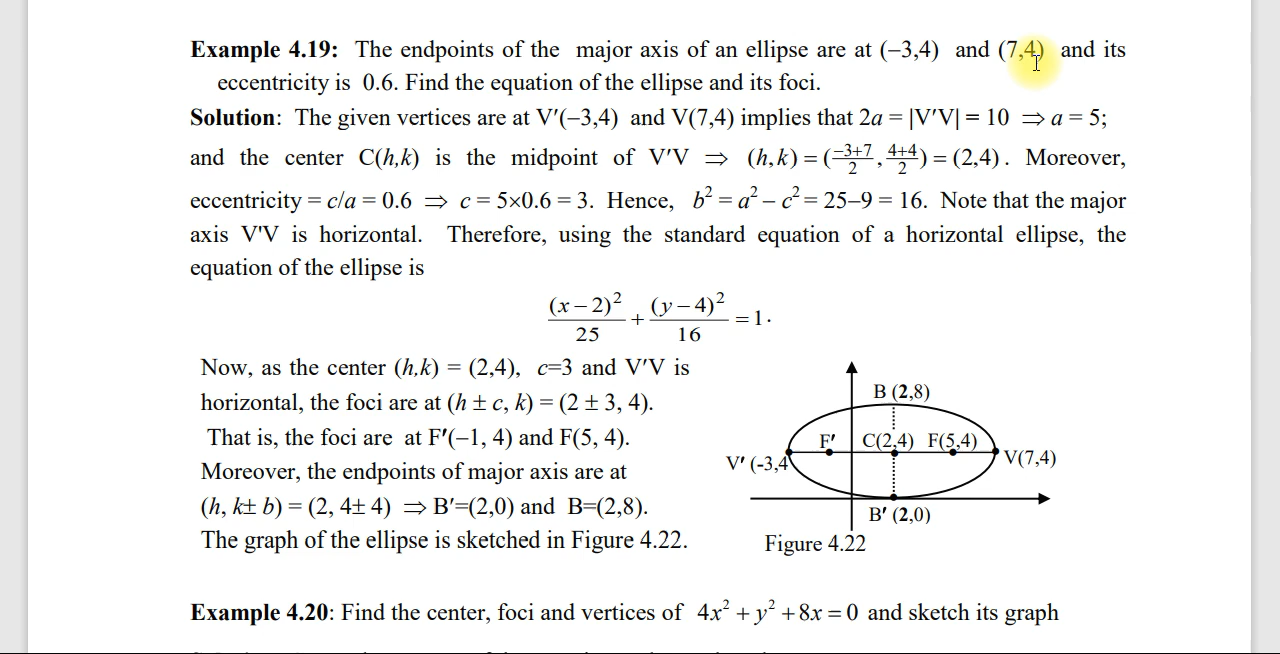 Example 4.19: The endpoints of the major axis of an ellipse are at (−3,4) and (7,4) and its
eccentricity is 0.6. Find the equation of the ellipse and its foci.
Solution: The given vertices are at V′(−3,4) and V(7,4) implies that 2a = |V′V| = 10 ⇒ a = 5;
and the center C(h,k) is the midpoint of V′V ⇒ (h,k) = (−3+7/2, 4+4/2) = (2,4). Moreover,
eccentricity = c/a = 0.6 ⇒ c = 5×0.6 = 3. Hence, b² = a² – c² = 25–9 = 16. Note that the major
axis V'V is horizontal. Therefore, using the standard equation of a horizontal ellipse, the
equation of the ellipse is
(x − 2)²/25 + (y − 4)²/16 = 1.
Now, as the center (h,k) = (2,4), c=3 and V′V is
horizontal, the foci are at (h ± c, k) = (2 ± 3, 4).
That is, the foci are at F′(−1, 4) and F(5, 4).
Moreover, the endpoints of major axis are at
(h, k± b) = (2, 4± 4) ⇒ B′=(2,0) and B=(2,8).
The graph of the ellipse is sketched in Figure 4.22.
B (2,8)
F′ C(2,4) F(5,4)
V′ (-3,4 V(7,4)
B′ (2,0)
Figure 4.22
Example 4.20: Find the center, foci and vertices of 4x² + y² + 8x = 0 and sketch its graph